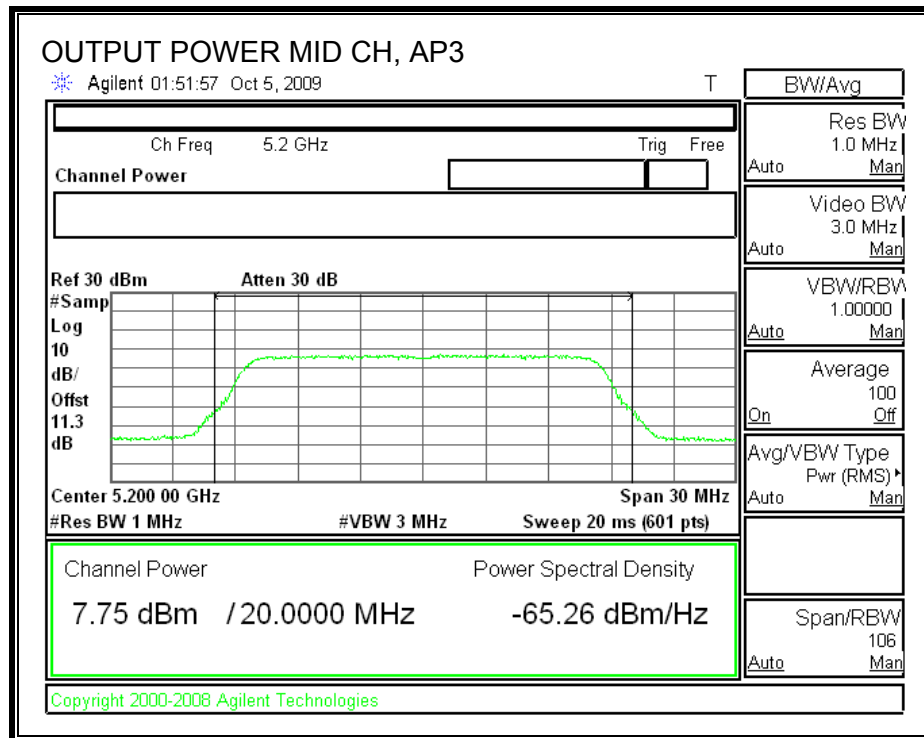 OUTPUT POWER MID CH, AP3
Agilent 01:51:57 Oct 5, 2009
T
Ch Freq 5.2 GHz Trig Free
Channel Power
Ref 30 dBm Atten 30 dB
#Samp
Log
10
dB/
Offst
11.3
dB
Center 5.200 00 GHz Span 30 MHz
#Res BW 1 MHz #VBW 3 MHz Sweep 20 ms (601 pts)
Channel Power Power Spectral Density
7.75 dBm / 20.0000 MHz -65.26 dBm/Hz
Copyright 2000-2008 Agilent Technologies
BW/Avg
Res BW
1.0 MHz
Auto Man
Video BW
3.0 MHz
Auto Man
VBW/RBW
1.00000
Auto Man
Average
100
On Off
Avg/VBW Type
Pwr (RMS)
Auto Man
Span/RBW
106
Auto Man